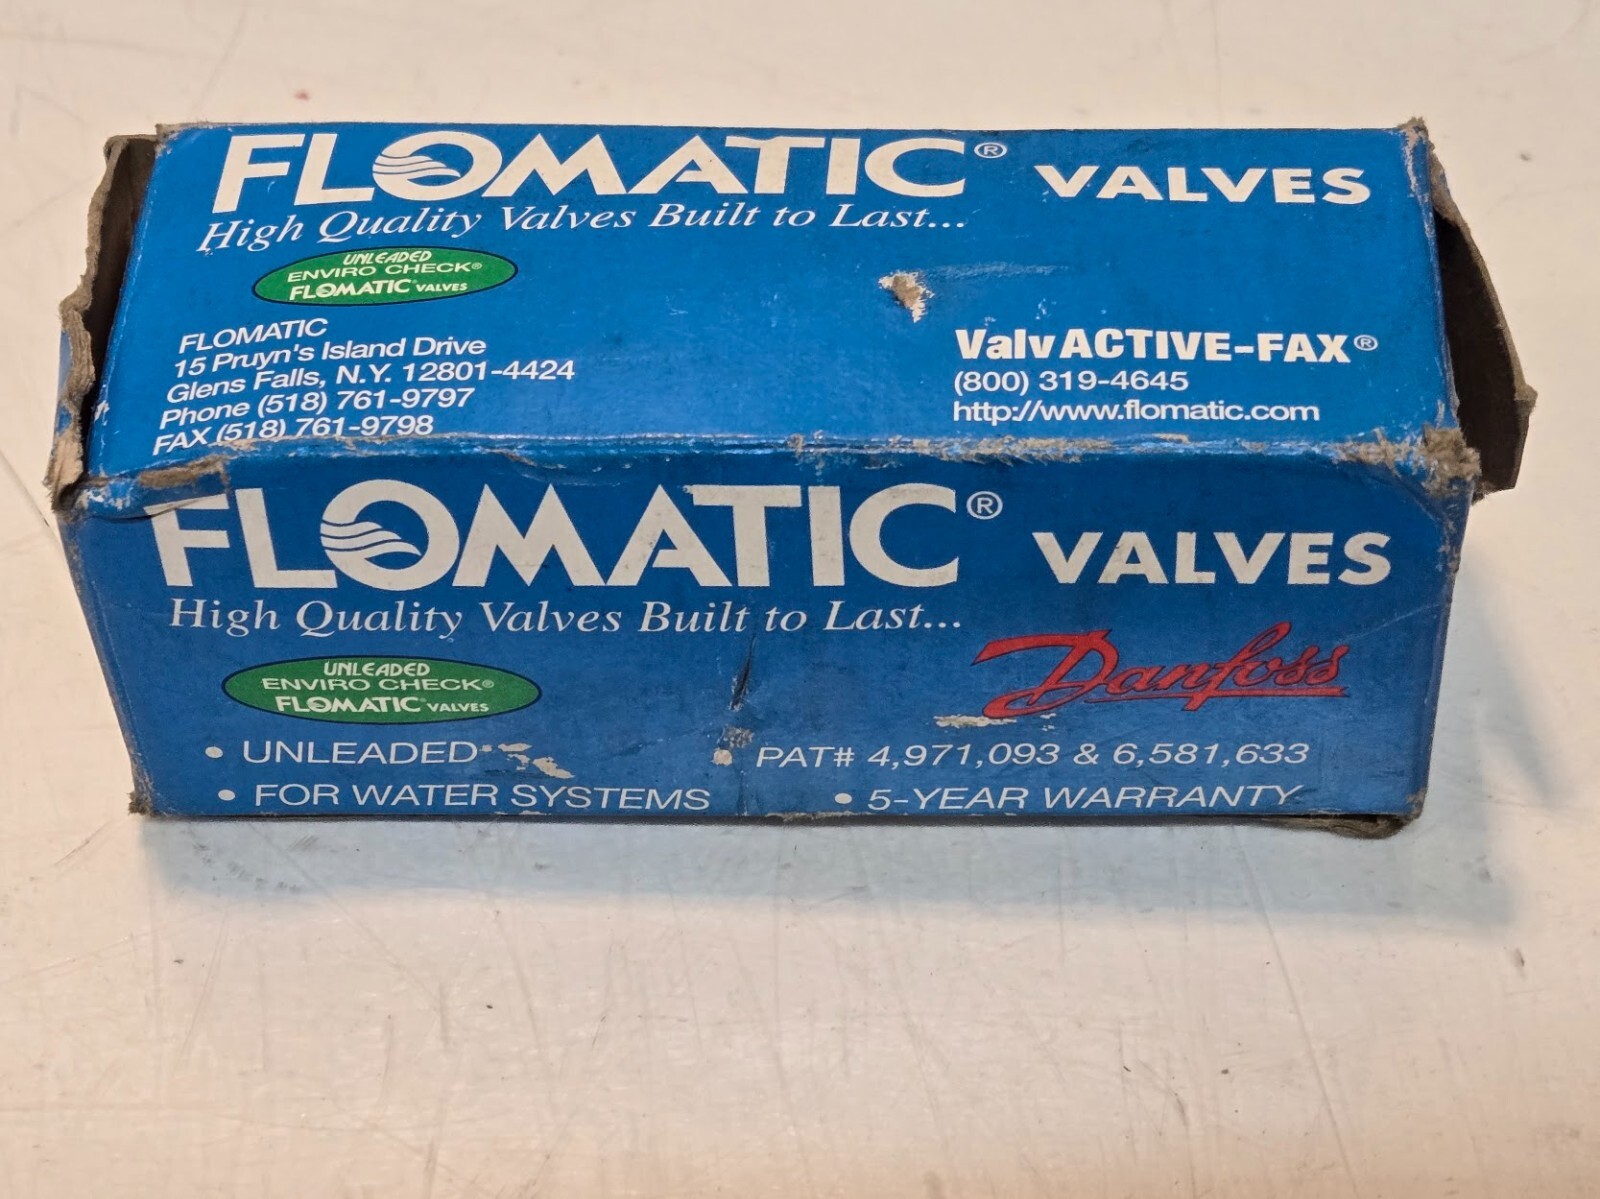 FLOMATIC® VALVES
High Quality Valves Built to Last...
UNLEADED
ENVIRO CHECK®
FLOMATIC® VALVES
FLOMATIC
15 Pruyn's Island Drive
Glens Falls, N.Y. 12801-4424
Phone (518) 761-9797
FAX (518) 761-9798
ValvACTIVE-FAX®
(800) 319-4645
http://www.flomatic.com
FLOMATIC® VALVES
High Quality Valves Built to Last...
Danfoss
UNLEADED
ENVIRO CHECK®
FLOMATIC® VALVES
• UNLEADED
• PAT# 4,971,093 & 6,581,633
• FOR WATER SYSTEMS
• 5-YEAR WARRANTY